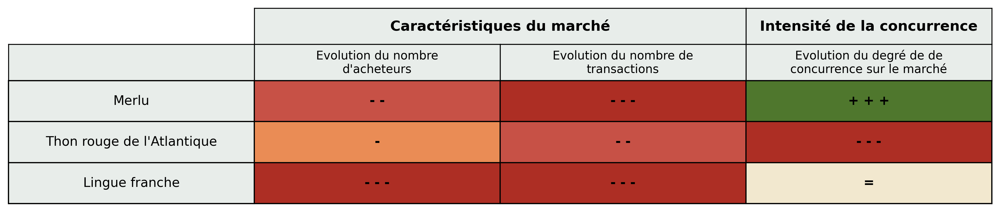 Caractéristiques du marché
Intensité de la concurrence
Evolution du nombre
d'acheteurs
Evolution du nombre de
transactions
Evolution du degré de de
concurrence sur le marché
Merlu
- -
- - -
+ + +
Thon rouge de l'Atlantique
-
- -
- - -
Lingue franche
- - -
- - -
=